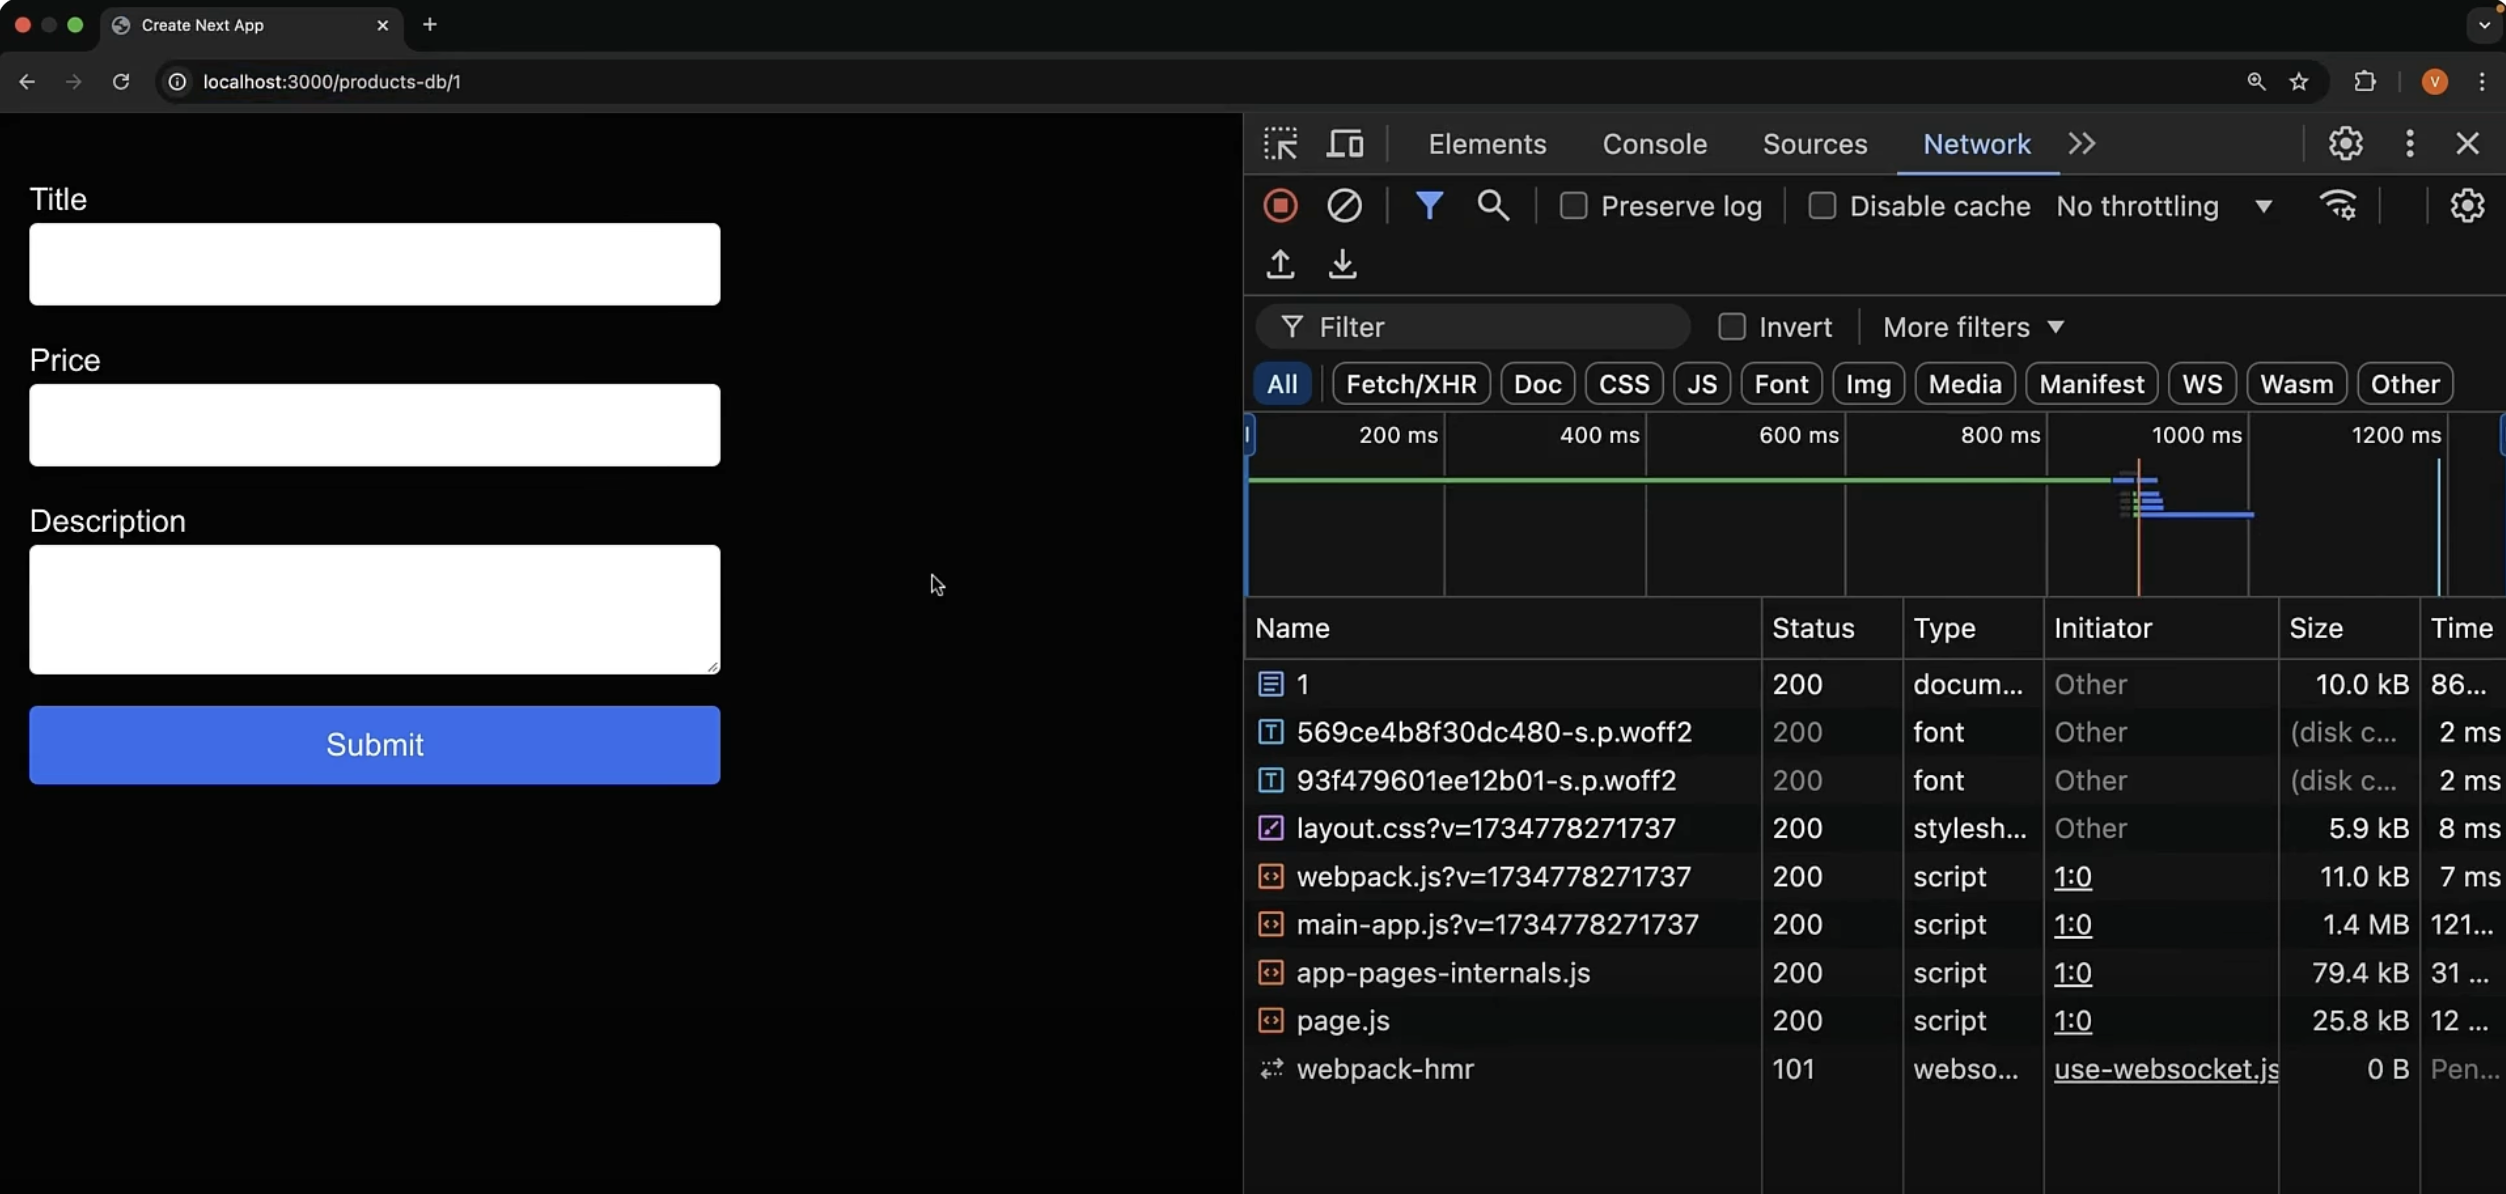 Create Next App
localhost:3000/products-db/1
V
Title
Price
Description
Submit
Elements Console Sources Network
Preserve log Disable cache No throttling
Filter Invert More filters
All Fetch/XHR Doc CSS JS Font Img Media Manifest WS Wasm Other
200 ms 400 ms 600 ms 800 ms 1000 ms 1200 ms
Name Status Type Initiator Size Time
1 200 docum... Other 10.0 kB 86...
569ce4b8f30dc480-s.p.woff2 200 font Other (disk c... 2 ms
93f479601ee12b01-s.p.woff2 200 font Other (disk c... 2 ms
layout.css?v=1734778271737 200 stylesh... Other 5.9 kB 8 ms
webpack.js?v=1734778271737 200 script 1:0 11.0 kB 7 ms
main-app.js?v=1734778271737 200 script 1:0 1.4 MB 121...
app-pages-internals.js 200 script 1:0 79.4 kB 31 ...
page.js 200 script 1:0 25.8 kB 12 ...
webpack-hmr 101 webso... use-websocket.js 0 B Pen...